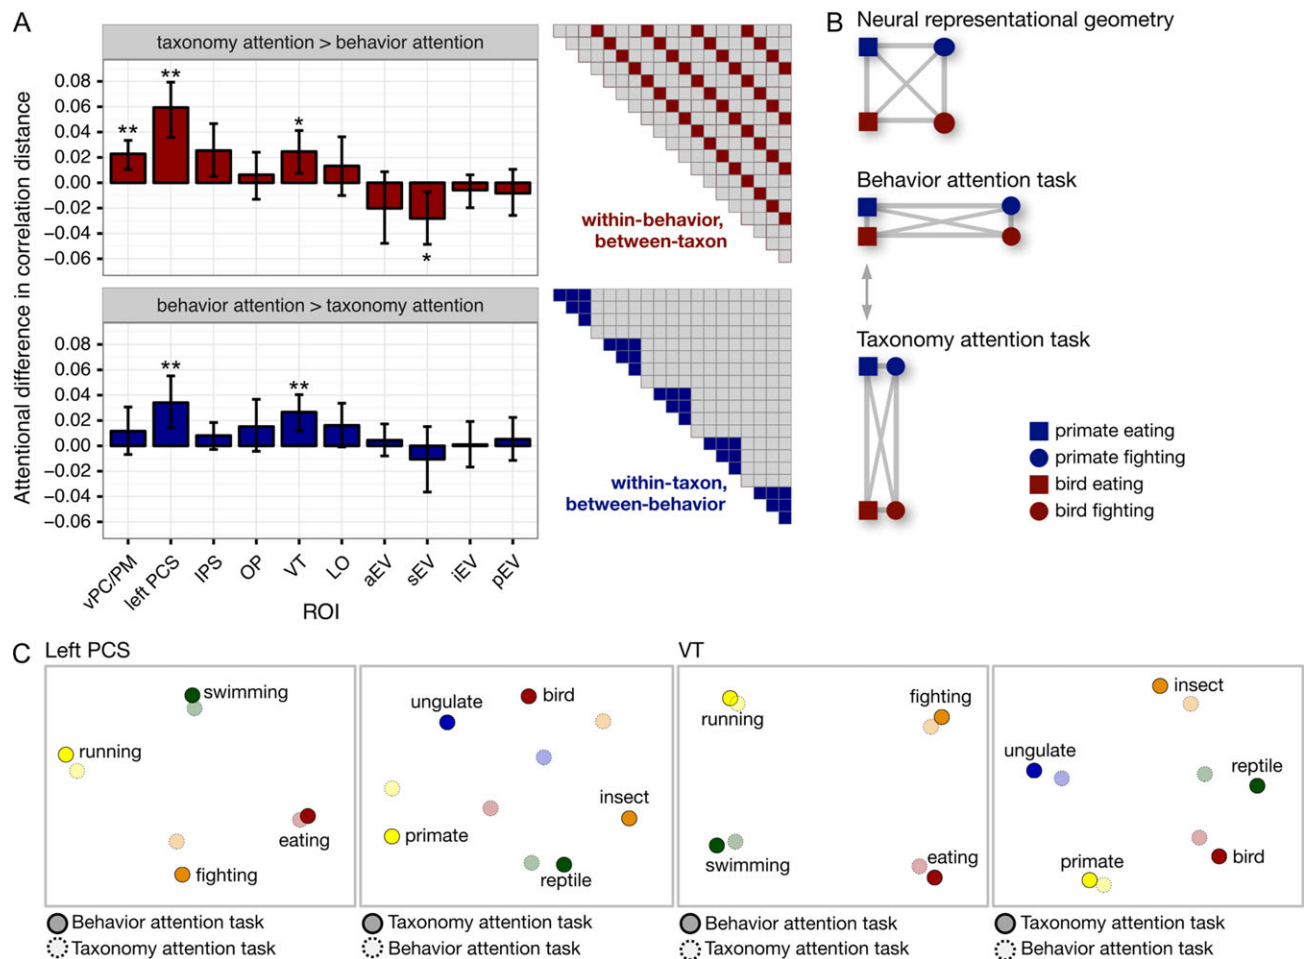 A
taxonomy attention > behavior attention
Attentional difference in correlation distance
0.08
0.06
0.04
0.02
0.00
−0.02
−0.04
−0.06
**
**
*
*
within-behavior,
between-taxon
behavior attention > taxonomy attention
0.08
0.06
0.04
0.02
0.00
−0.02
−0.04
−0.06
**
**
within-taxon,
between-behavior
vPC/PM
left PCS
IPS
OP
VT
LO
aEV
sEV
iEV
pEV
ROI
B
Neural representational geometry
Behavior attention task
Taxonomy attention task
primate eating
primate fighting
bird eating
bird fighting
C
Left PCS
swimming
running
eating
fighting
Behavior attention task
Taxonomy attention task
ungulate
bird
insect
primate
reptile
Taxonomy attention task
Behavior attention task
VT
running
fighting
swimming
eating
Behavior attention task
Taxonomy attention task
insect
ungulate
reptile
primate
bird
Taxonomy attention task
Behavior attention task